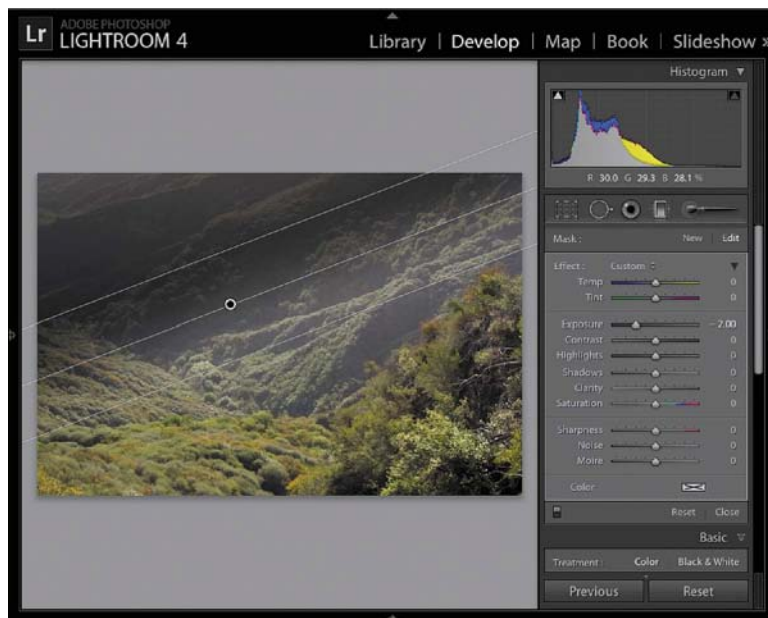 Lr ADOBE PHOTOSHOP
LIGHTROOM 4
Library | Develop | Map | Book | Slideshow »
Histogram
R 30.0 G 29.3 B 28.1 %
Mask : New Edit
Effect : Custom
Temp 0
Tint 0
Exposure – 2.00
Contrast 0
Highlights 0
Shadows 0
Clarity 0
Saturation 0
Sharpness 0
Noise 0
Moire 0
Color
Reset Close
Basic
Treatment : Color Black & White
Previous Reset